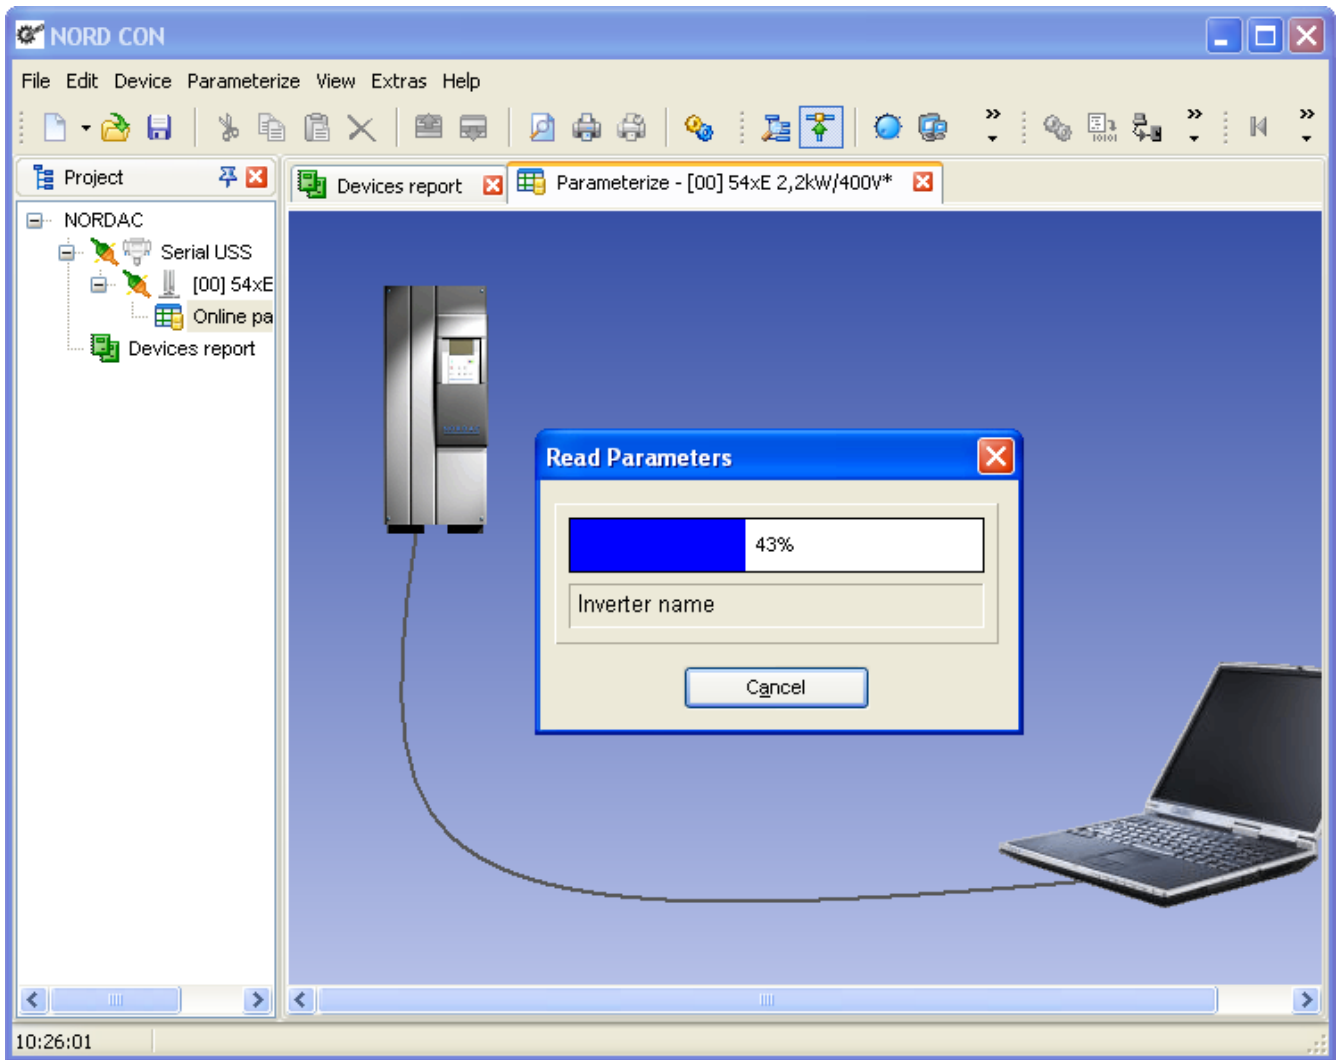 NORD CON
File Edit Device Parameterize View Extras Help
Project
Devices report
Parameterize - [00] 54xE 2,2kW/400V*
NORDAC
Serial USS
[00] 54xE
Online pa
Devices report
Read Parameters
43%
Inverter name
Cancel
10:26:01